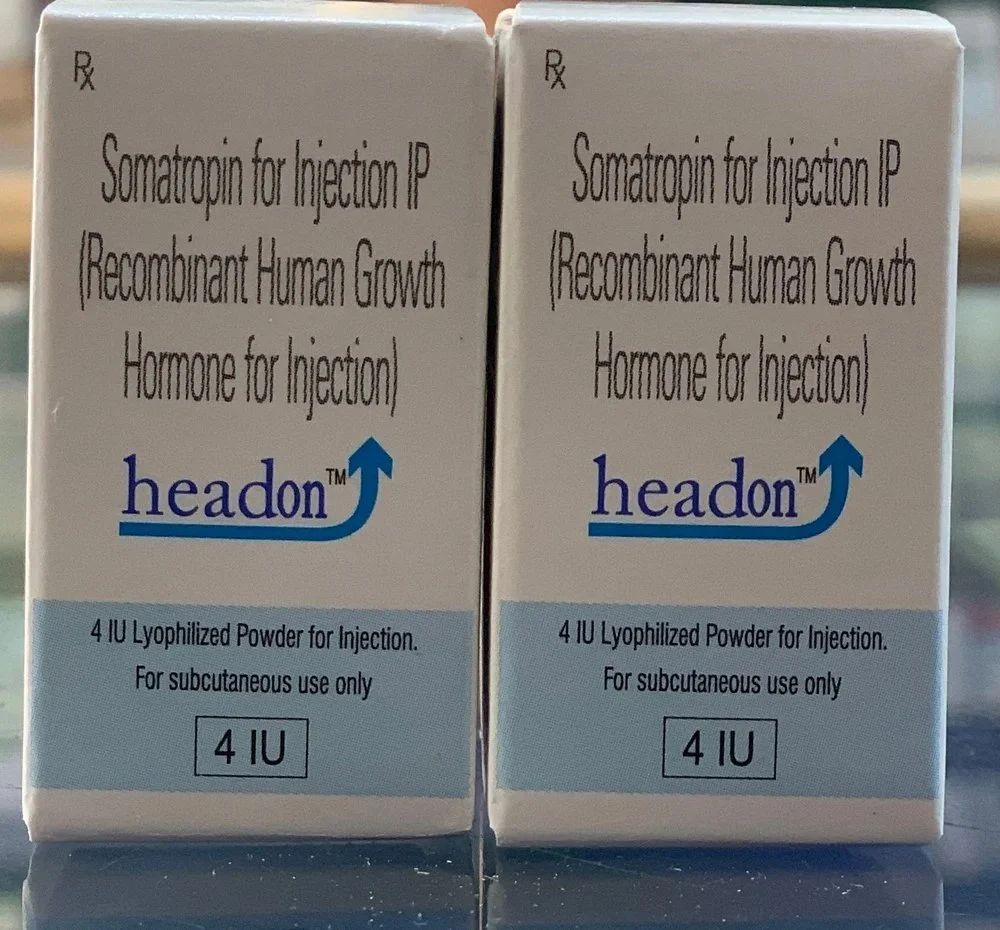 Rx
Somatropin for Injection IP
(Recombinant Human Growth
Hormone for Injection)
headon™
4 IU Lyophilized Powder for Injection.
For subcutaneous use only
4 IU
Rx
Somatropin for Injection IP
(Recombinant Human Growth
Hormone for Injection)
headon™
4 IU Lyophilized Powder for Injection.
For subcutaneous use only
4 IU